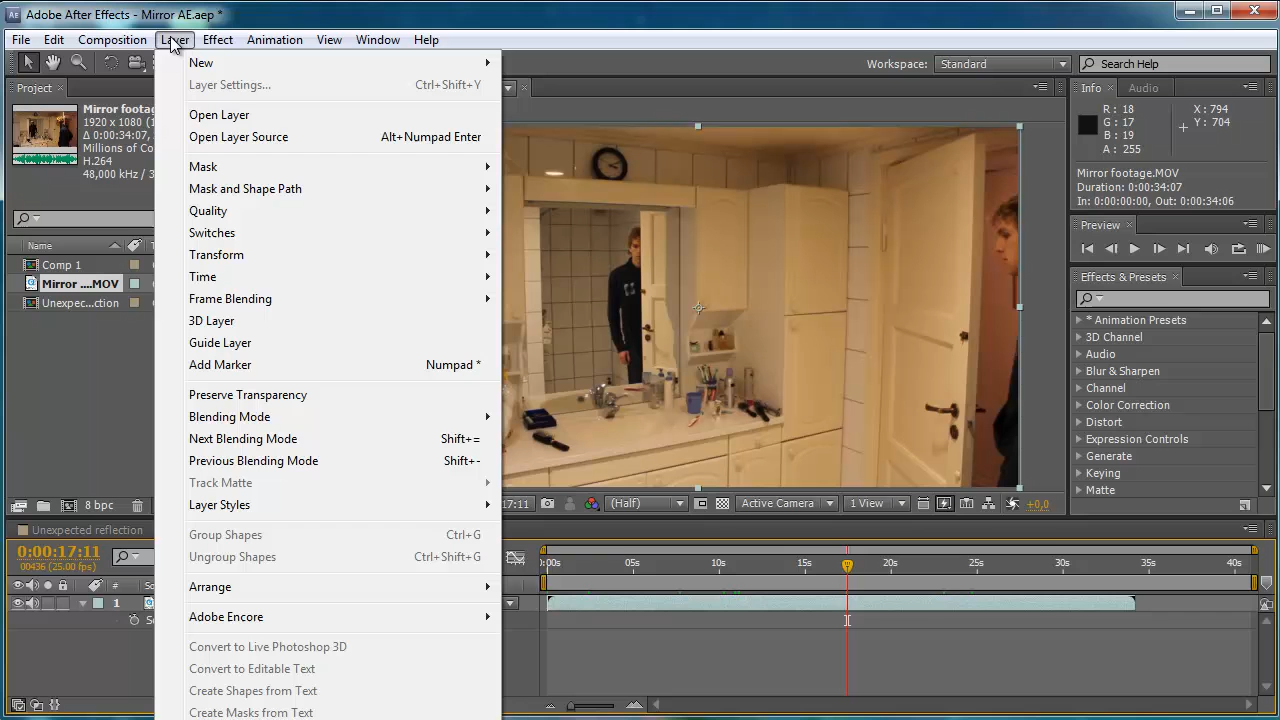 Adobe After Effects - Mirror AE.aep *
File Edit Composition Layer Effect Animation View Window Help
Workspace: Standard Search Help
Project
Mirror footag
1920 x 1080 (
Δ 0:00:34:07,
Millions of Co
H.264
48,000 kHz / 3
Name T
Comp 1
Mirror ....MOV
Unexpec...ction
8 bpc
New
Layer Settings... Ctrl+Shift+Y
Open Layer
Open Layer Source Alt+Numpad Enter
Mask
Mask and Shape Path
Quality
Switches
Transform
Time
Frame Blending
3D Layer
Guide Layer
Add Marker Numpad *
Preserve Transparency
Blending Mode
Next Blending Mode Shift+=
Previous Blending Mode Shift+-
Track Matte
Layer Styles
Group Shapes Ctrl+G
Ungroup Shapes Ctrl+Shift+G
Arrange
Adobe Encore
Convert to Live Photoshop 3D
Convert to Editable Text
Create Shapes from Text
Create Masks from Text
17:11 (Half) Active Camera 1 View +0,0
Info Audio
R : 18 X : 794
G : 17 Y : 704
B : 19
A : 255
Mirror footage.MOV
Duration: 0:00:34:07
In: 0:00:00:00, Out: 0:00:34:06
Preview
Effects & Presets
* Animation Presets
3D Channel
Audio
Blur & Sharpen
Channel
Color Correction
Distort
Expression Controls
Generate
Keying
Matte
Unexpected reflection
0:00:17:11
00436 (25.00 fps)
# So
1
S
:00s 05s 10s 15s 20s 25s 30s 35s 40s